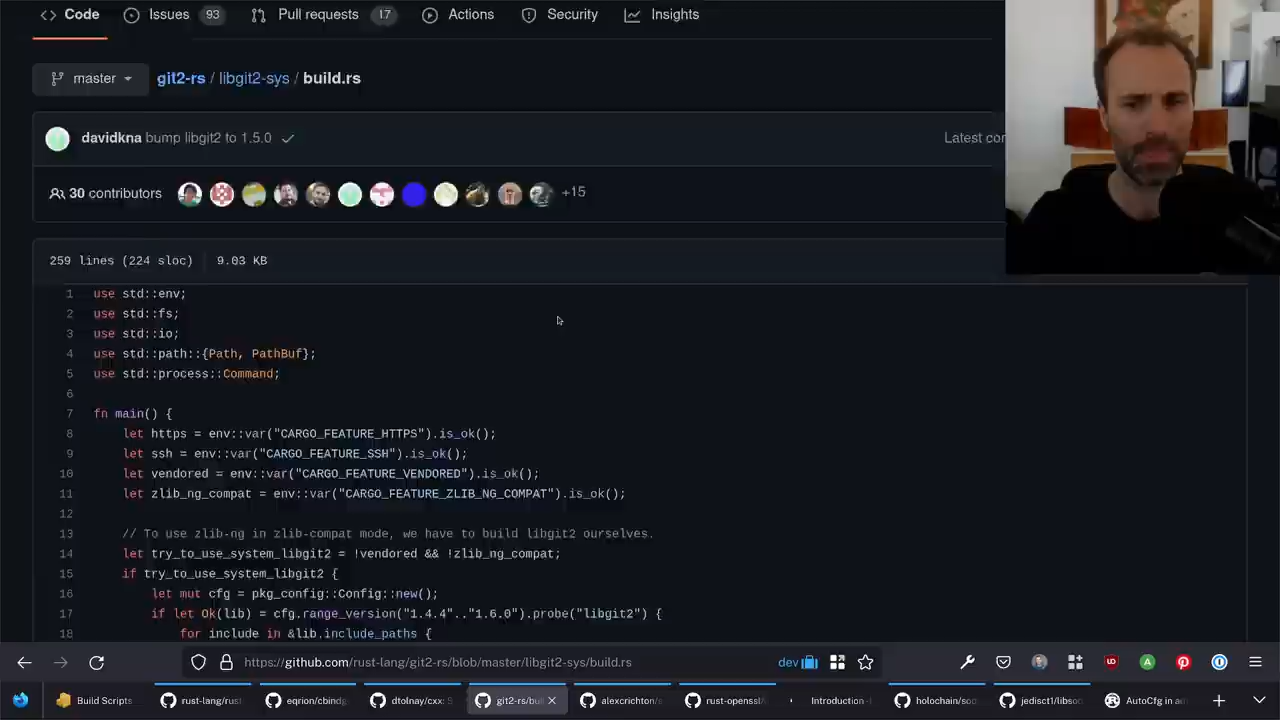 Code Issues 93 Pull requests 17 Actions Security Insights
master git2-rs / libgit2-sys / build.rs
davidkna bump libgit2 to 1.5.0 Latest cor
30 contributors +15
259 lines (224 sloc) 9.03 KB
1 use std::env;
2 use std::fs;
3 use std::io;
4 use std::path::{Path, PathBuf};
5 use std::process::Command;
6
7 fn main() {
8 let https = env::var("CARGO_FEATURE_HTTPS").is_ok();
9 let ssh = env::var("CARGO_FEATURE_SSH").is_ok();
10 let vendored = env::var("CARGO_FEATURE_VENDORED").is_ok();
11 let zlib_ng_compat = env::var("CARGO_FEATURE_ZLIB_NG_COMPAT").is_ok();
12
13 // To use zlib-ng in zlib-compat mode, we have to build libgit2 ourselves.
14 let try_to_use_system_libgit2 = !vendored && !zlib_ng_compat;
15 if try_to_use_system_libgit2 {
16 let mut cfg = pkg_config::Config::new();
17 if let Ok(lib) = cfg.range_version("1.4.4".."1.6.0").probe("libgit2") {
18 for include in &lib.include_paths {
https://github.com/rust-lang/git2-rs/blob/master/libgit2-sys/build.rs dev
Build Scripts rust-lang/rust eqrion/cbindg dtolnay/cxx: S git2-rs/buil alexcrichton/ rust-openssl/ Introduction - holochain/soc jedisct1/libso AutoCfg in a